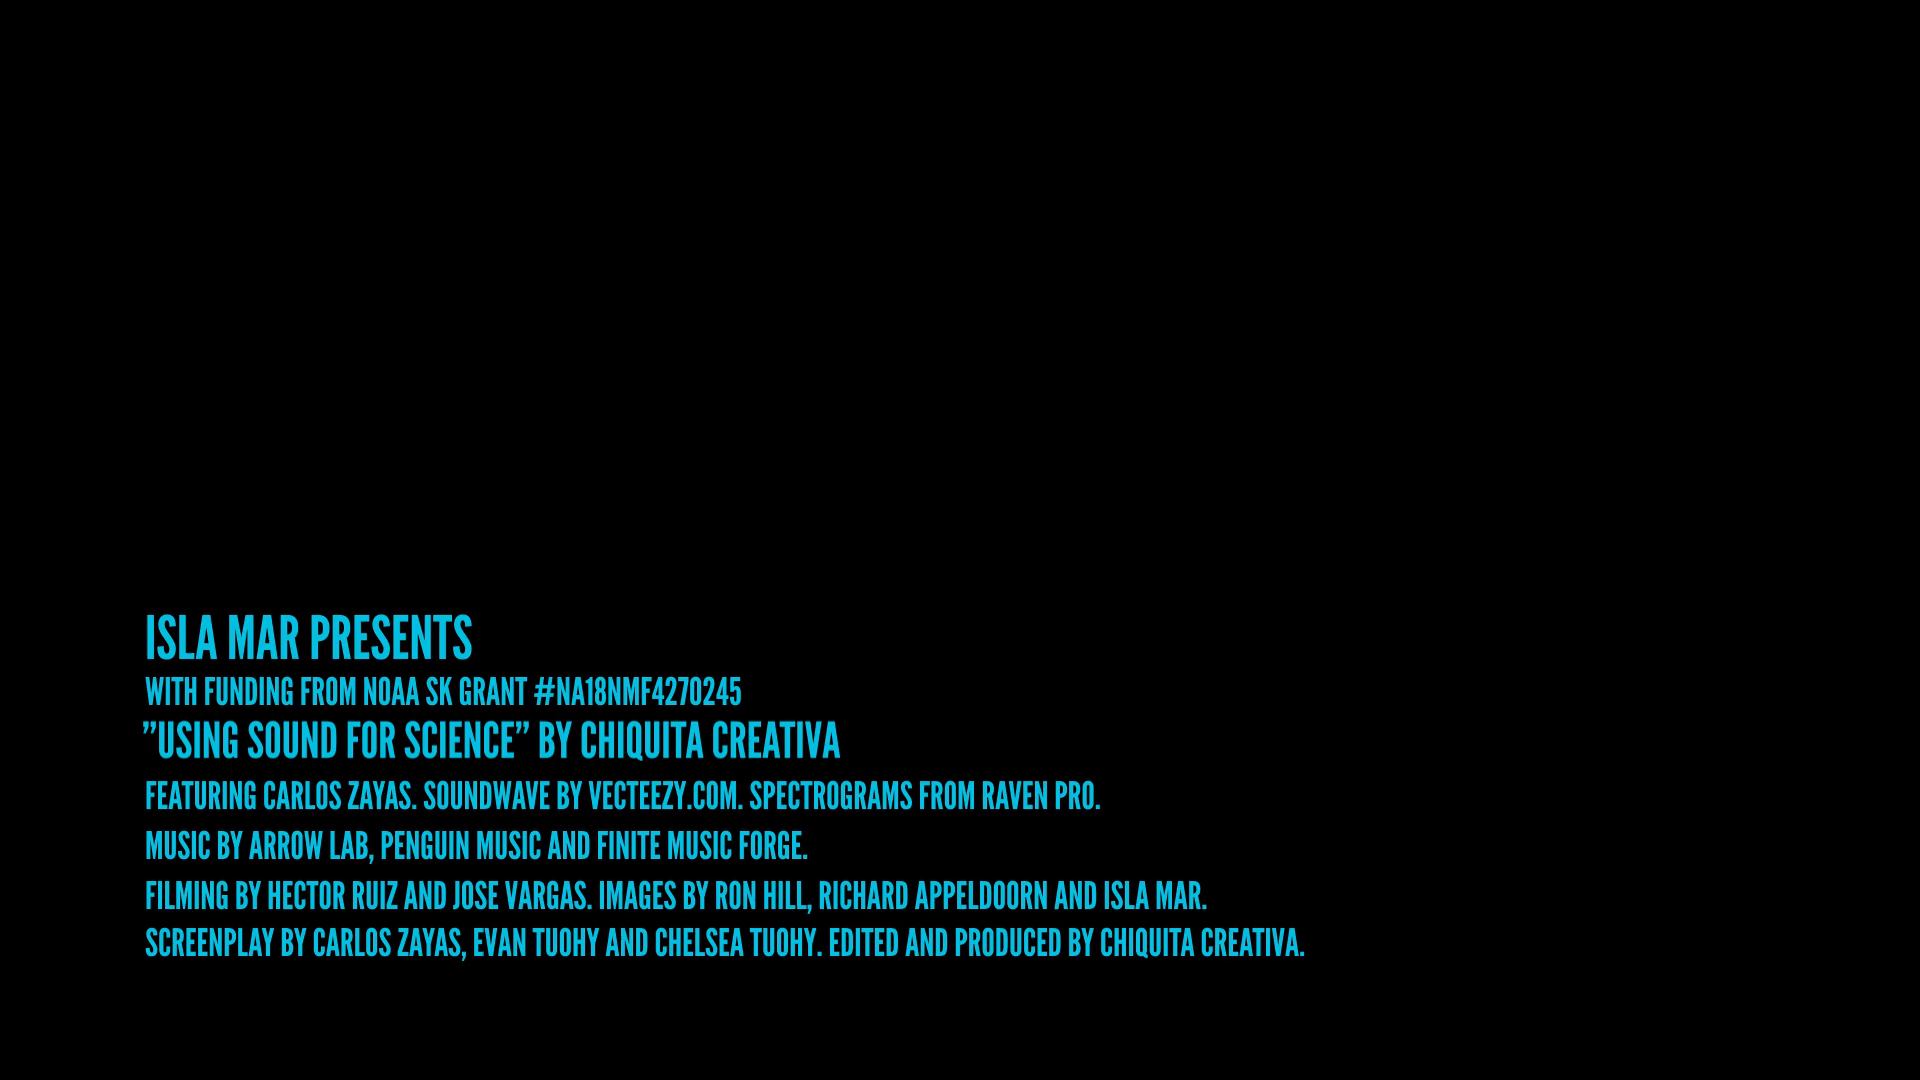 ISLA MAR PRESENTS
WITH FUNDING FROM NOAA SK GRANT #NA18NMF4270245
”USING SOUND FOR SCIENCE” BY CHIQUITA CREATIVA
FEATURING CARLOS ZAYAS. SOUNDWAVE BY VECTEEZY.COM. SPECTROGRAMS FROM RAVEN PRO.
MUSIC BY ARROW LAB, PENGUIN MUSIC AND FINITE MUSIC FORGE.
FILMING BY HECTOR RUIZ AND JOSE VARGAS. IMAGES BY RON HILL, RICHARD APPELDOORN AND ISLA MAR.
SCREENPLAY BY CARLOS ZAYAS, EVAN TUOHY AND CHELSEA TUOHY. EDITED AND PRODUCED BY CHIQUITA CREATIVA.